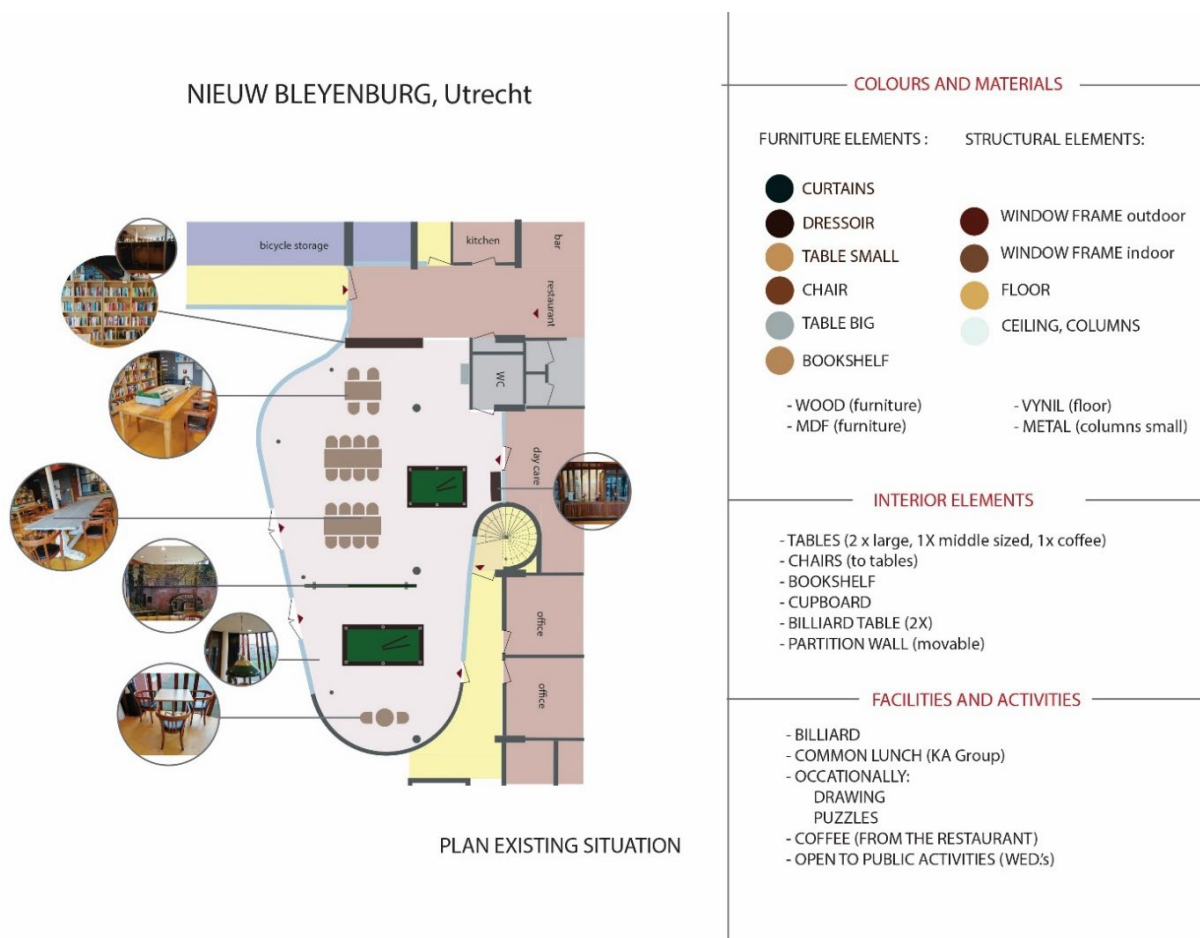 NIEUW BLEYENBURG, Utrecht
bicycle storage
kitchen
bar
restaurant
WC
day care
office
office
PLAN EXISTING SITUATION
COLOURS AND MATERIALS
FURNITURE ELEMENTS :
CURTAINS
DRESSOIR
TABLE SMALL
CHAIR
TABLE BIG
BOOKSHELF
- WOOD (furniture)
- MDF (furniture)
STRUCTURAL ELEMENTS:
WINDOW FRAME outdoor
WINDOW FRAME indoor
FLOOR
CEILING, COLUMNS
- VYNIL (floor)
- METAL (columns small)
INTERIOR ELEMENTS
- TABLES (2 x large, 1X middle sized, 1x coffee)
- CHAIRS (to tables)
- BOOKSHELF
- CUPBOARD
- BILLIARD TABLE (2X)
- PARTITION WALL (movable)
FACILITIES AND ACTIVITIES
- BILLIARD
- COMMON LUNCH (KA Group)
- OCCATIONALLY:
DRAWING
PUZZLES
- COFFEE (FROM THE RESTAURANT)
- OPEN TO PUBLIC ACTIVITIES (WED.'s)